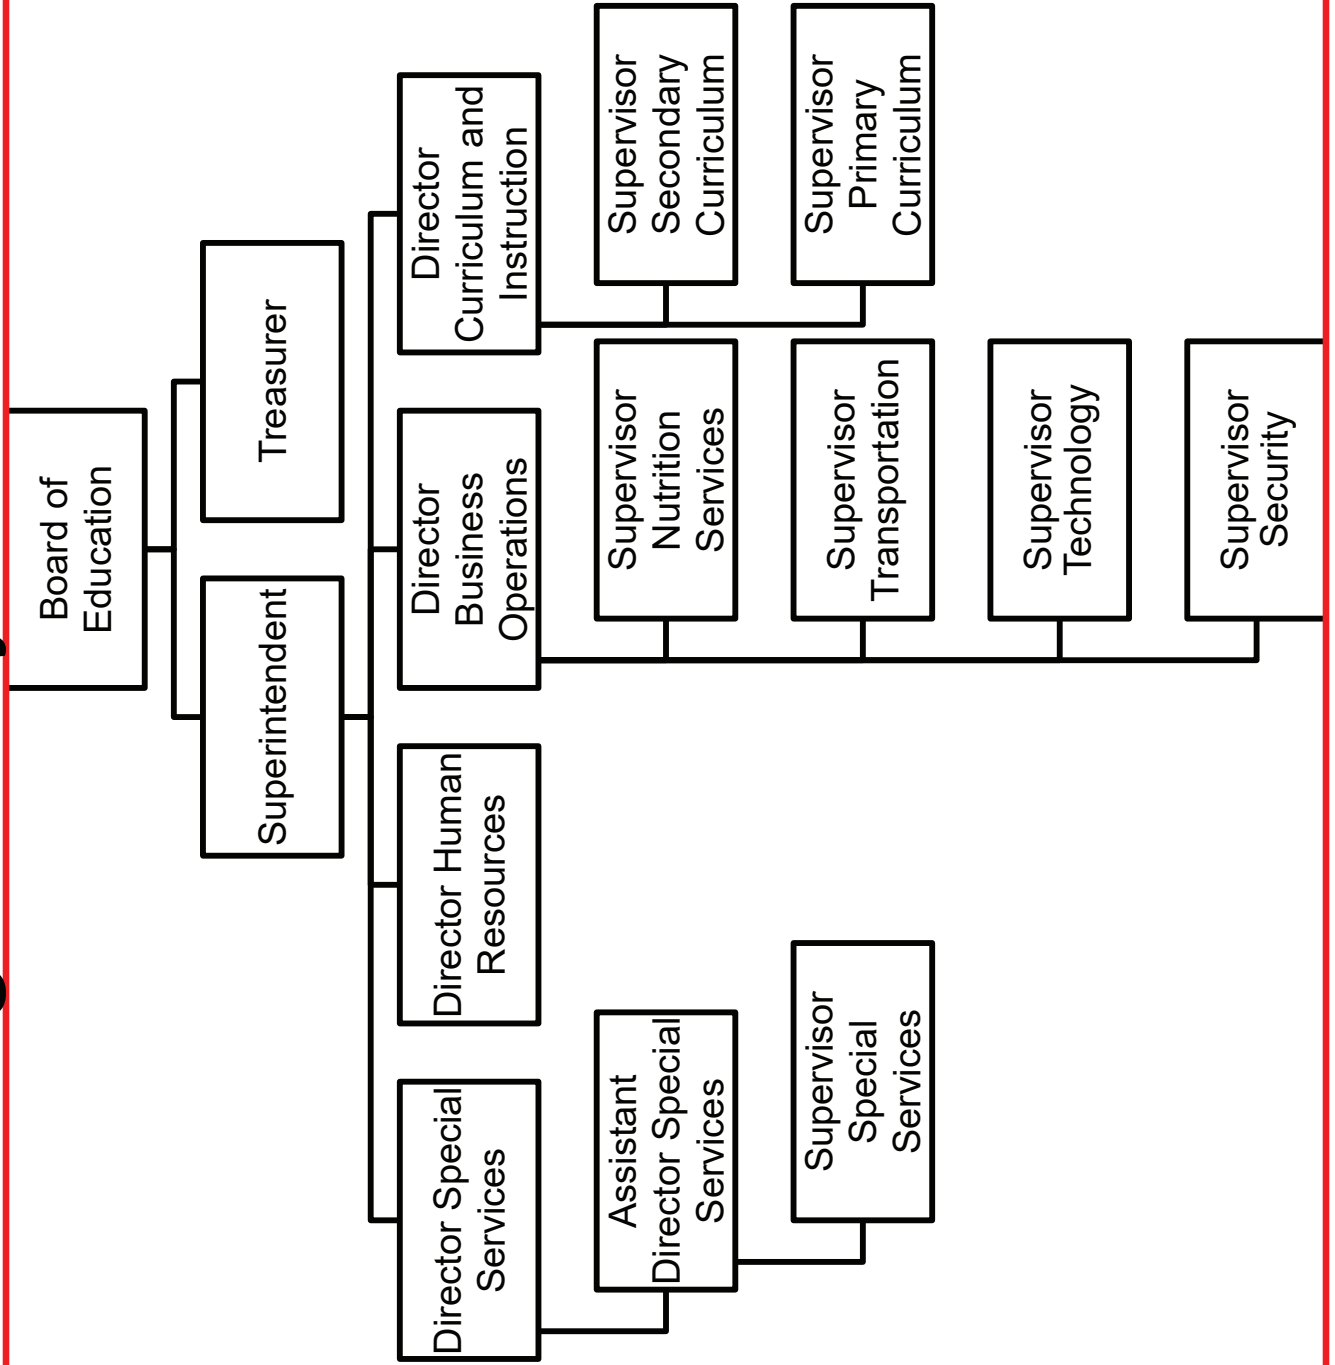 Board of
Education
Superintendent
Treasurer
Director Special
Services
Director Human
Resources
Director
Business
Operations
Director
Curriculum and
Instruction
Assistant
Director Special
Services
Supervisor
Nutrition
Services
Supervisor
Secondary
Curriculum
Supervisor
Special
Services
Supervisor
Transportation
Supervisor
Primary
Curriculum
Supervisor
Technology
Supervisor
Security